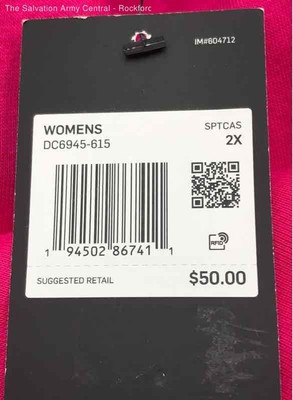 The Salvation Army Central - Rockforc
IM#604712
WOMENS
DC6945-615
SPTCAS
2X
1 94502 86741 1
RFID
SUGGESTED RETAIL
$50.00